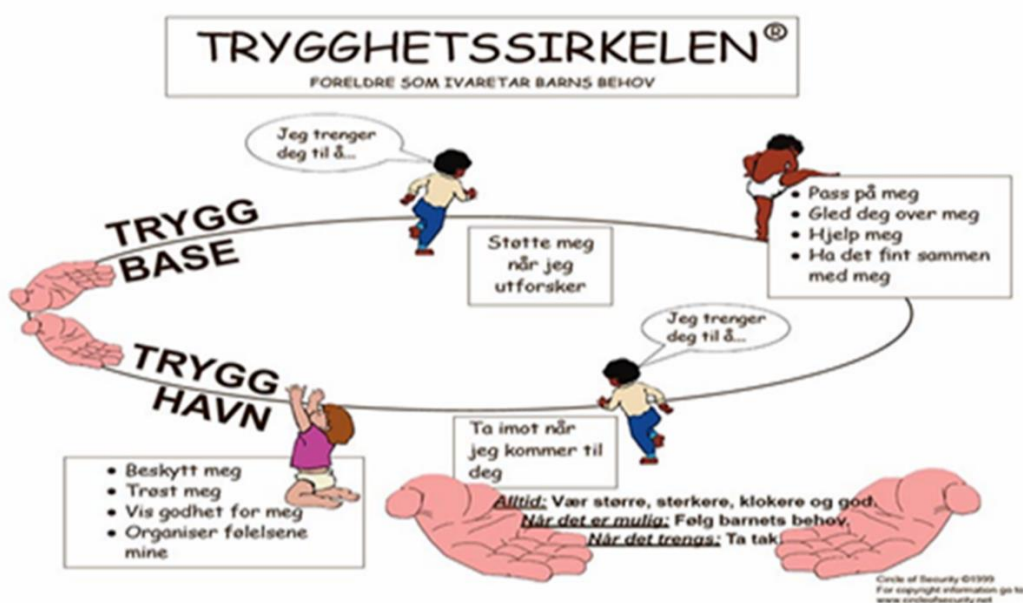 TRYGGHETSSIRKELEN®
FORELDRE SOM IVARETAR BARNS BEHOV
Jeg trenger
deg til å...
TRYGG
BASE
Støtte meg
når jeg
utforsker
• Pass på meg
• Gled deg over meg
• Hjelp meg
• Ha det fint sammen
med meg
Jeg trenger
deg til å...
TRYGG
HAVN
Ta imot når
jeg kommer til
deg
• Beskytt meg
• Trøst meg
• Vis godhet for meg
• Organiser følelsene
mine
Alltid: Vær større, sterkere, klokere og god.
Når det er mulig: Følg barnets behov.
Når det trengs: Ta tak.
Circle of Security ©1999
For copyright information go to
www.circleofsecurity.net